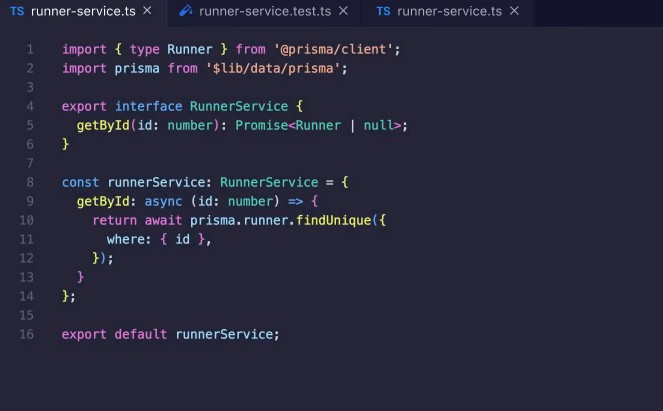 TS runner-service.ts × runner-service.test.ts × TS runner-service.ts ×
1 import { type Runner } from '@prisma/client';
2 import prisma from '$lib/data/prisma';
3
4 export interface RunnerService {
5   getById(id: number): Promise<Runner | null>;
6 }
7
8 const runnerService: RunnerService = {
9   getById: async (id: number) => {
10     return await prisma.runner.findUnique({
11       where: { id },
12     });
13   }
14 };
15
16 export default runnerService;